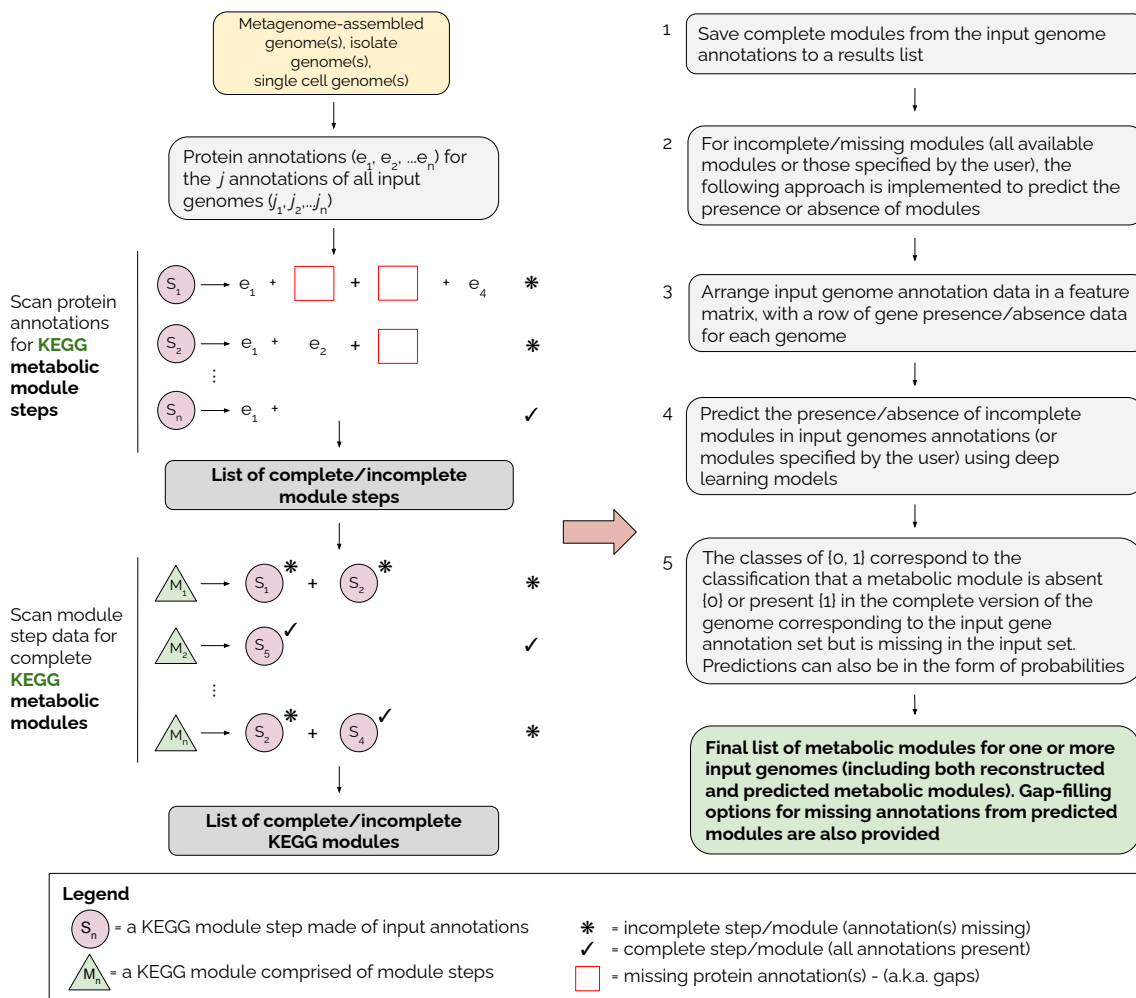 Metagenome-assembled
genome(s), isolate
genome(s),
single cell genome(s)
Protein annotations (e1, e2, ...en) for
the j annotations of all input
genomes (j1, j2,...jn)
Scan protein
annotations
for KEGG
metabolic
module
steps
S1 e1 + + + e4 *
S2 e1 + e2 + *
...
Sn e1 + ✓
List of complete/incomplete
module steps
Scan module
step data for
complete
KEGG
metabolic
modules
M1 S1* + S2* *
M2 S5✓ ✓
...
Mn S2* + S4✓ *
List of complete/incomplete
KEGG modules
1 Save complete modules from the input genome
annotations to a results list
2 For incomplete/missing modules (all available
modules or those specified by the user), the
following approach is implemented to predict the
presence or absence of modules
3 Arrange input genome annotation data in a feature
matrix, with a row of gene presence/absence data
for each genome
4 Predict the presence/absence of incomplete
modules in input genomes annotations (or
modules specified by the user) using deep
learning models
5 The classes of {0, 1} correspond to the
classification that a metabolic module is absent
{0} or present {1} in the complete version of the
genome corresponding to the input gene
annotation set but is missing in the input set.
Predictions can also be in the form of probabilities
Final list of metabolic modules for one or more
input genomes (including both reconstructed
and predicted metabolic modules). Gap-filling
options for missing annotations from predicted
modules are also provided
Legend
Sn = a KEGG module step made of input annotations
Mn = a KEGG module comprised of module steps
* = incomplete step/module (annotation(s) missing)
✓ = complete step/module (all annotations present)
= missing protein annotation(s) - (a.k.a. gaps)